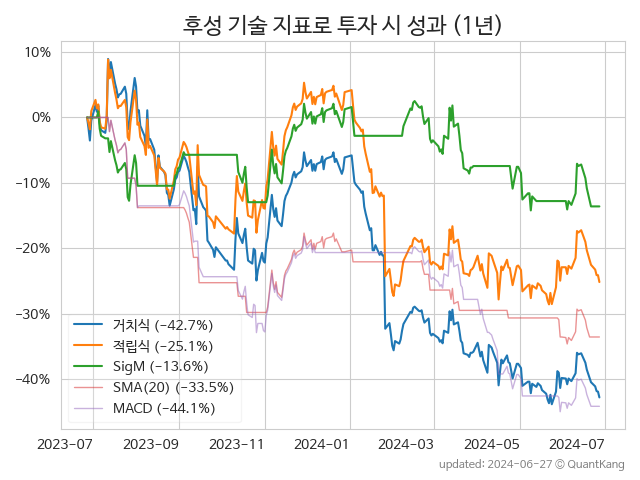 후성 기술 지표로 투자 시 성과 (1년)
10%
0%
−10%
−20%
−30%
−40%
거치식 (−42.7%)
적립식 (−25.1%)
SigM (−13.6%)
SMA(20) (−33.5%)
MACD (−44.1%)
2023-07 2023-09 2023-11 2024-01 2024-03 2024-05 2024-07
updated: 2024-06-27 © QuantKang